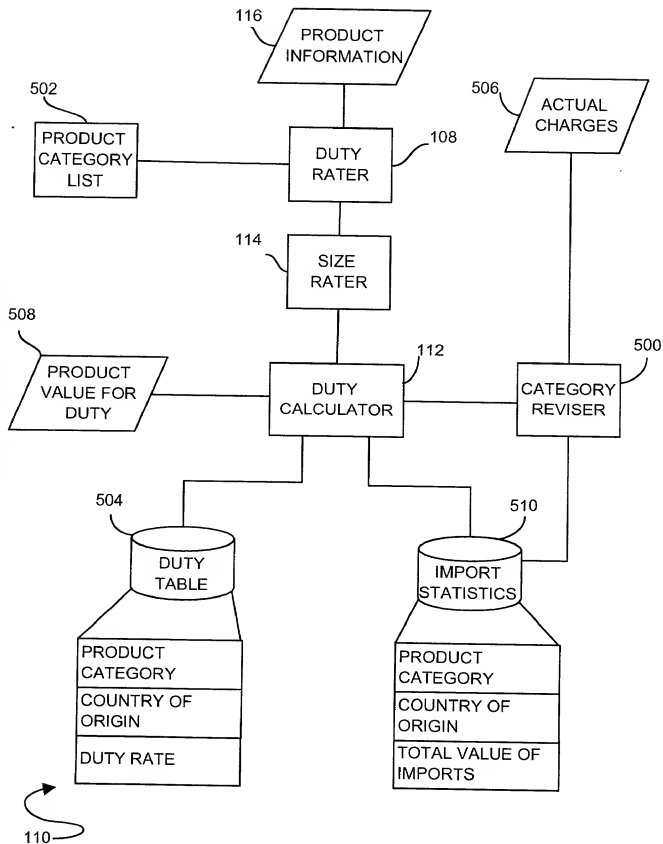 116
PRODUCT
INFORMATION
506
ACTUAL
CHARGES
502
PRODUCT
CATEGORY
LIST
DUTY
RATER
108
114
SIZE
RATER
508
PRODUCT
VALUE FOR
DUTY
112
DUTY
CALCULATOR
500
CATEGORY
REVISER
504
DUTY
TABLE
510
IMPORT
STATISTICS
PRODUCT
CATEGORY
COUNTRY OF
ORIGIN
DUTY RATE
PRODUCT
CATEGORY
COUNTRY OF
ORIGIN
TOTAL VALUE OF
IMPORTS
110